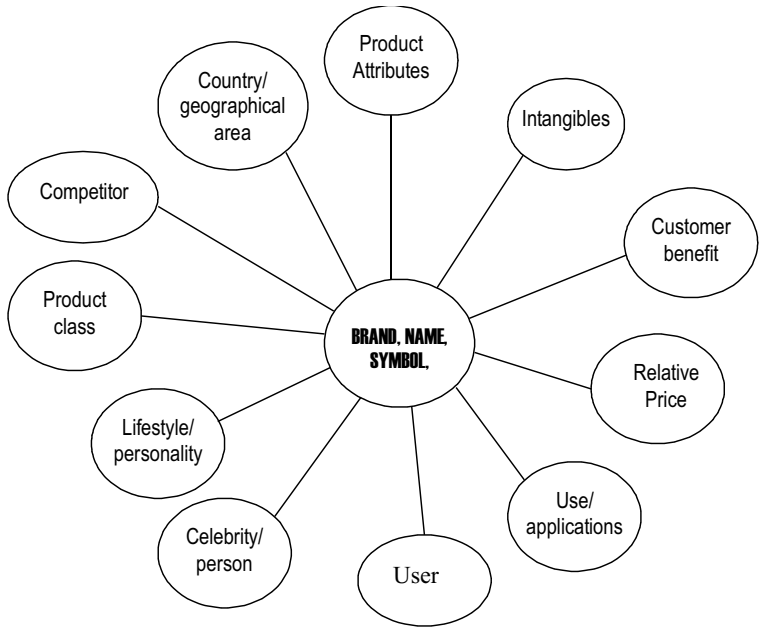 Product
Attributes
Country/
geographical
area
Intangibles
Competitor
Customer
benefit
Product
class
BRAND, NAME,
SYMBOL,
Relative
Price
Lifestyle/
personality
Use/
applications
Celebrity/
person
User